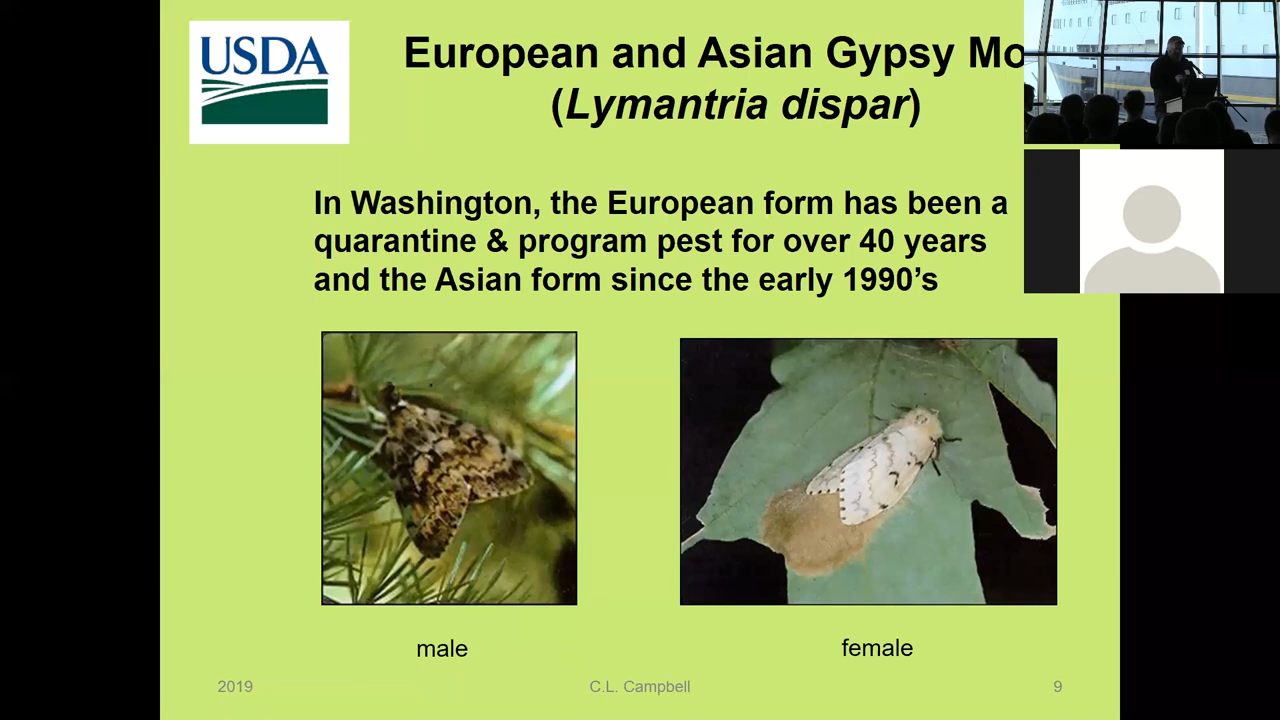 USDA
European and Asian Gypsy Mo
(Lymantria dispar)
In Washington, the European form has been a
quarantine & program pest for over 40 years
and the Asian form since the early 1990’s
male
female
2019
C.L. Campbell
9